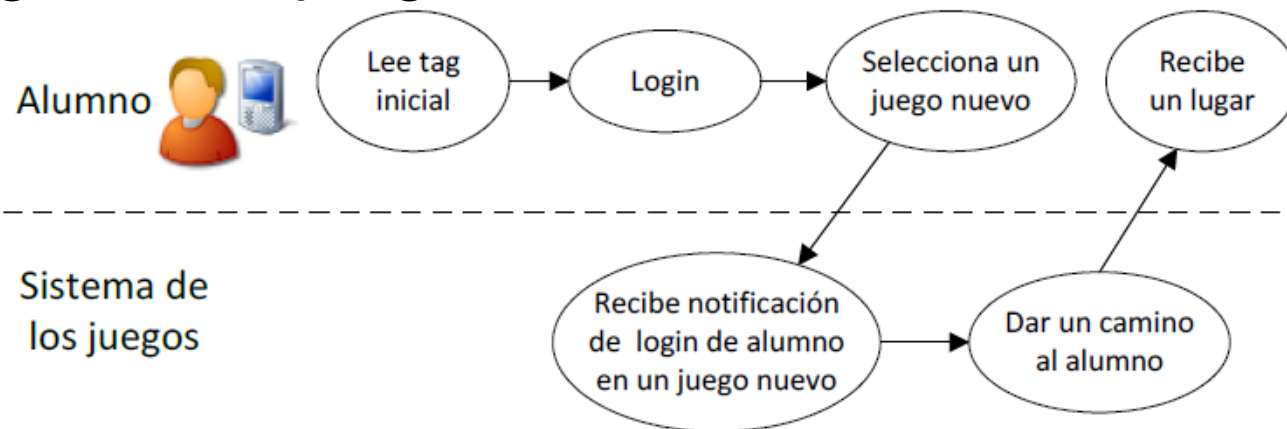 Alumno
Lee tag
inicial
Login
Selecciona un
juego nuevo
Recibe
un lugar
Sistema de
los juegos
Recibe notificación
de login de alumno
en un juego nuevo
Dar un camino
al alumno